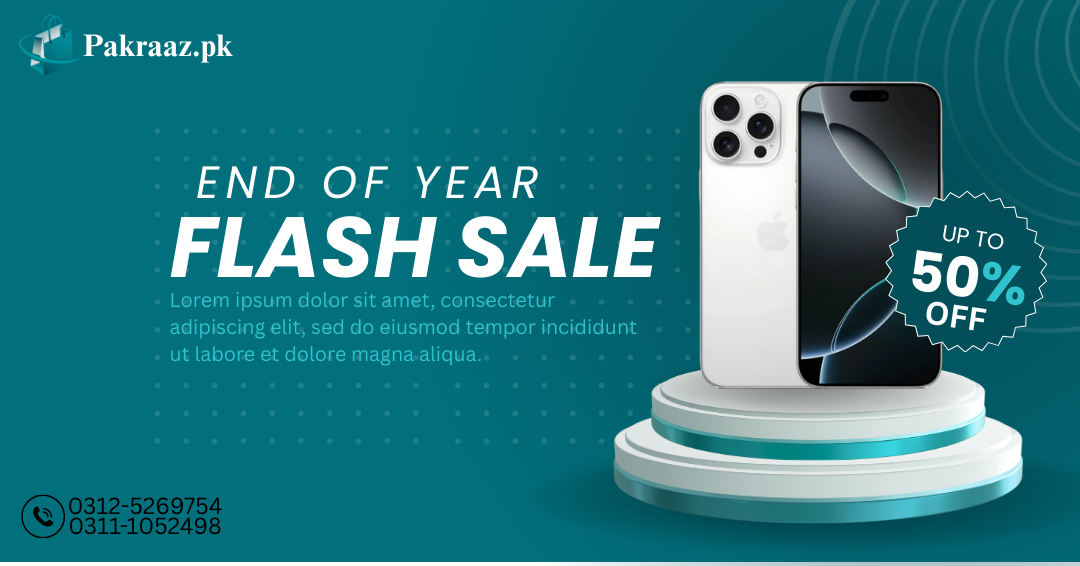 Pakraaz.pk
END OF YEAR
FLASH SALE
Lorem ipsum dolor sit amet, consectetur
adipiscing elit, sed do eiusmod tempor incididunt
ut labore et dolore magna aliqua.
UP TO
50%
OFF
0312-5269754
0311-1052498